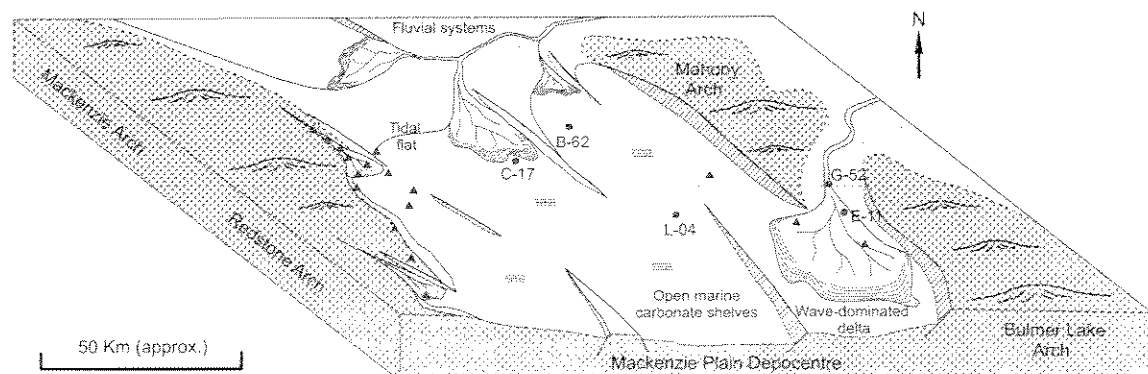 Fluvial systems
N
Mackenzie Arch
Mahony
Arch
Tidal
flat
B-62
C-17
G-52
E-11
L-04
Redstone Arch
Open marine
carbonate shelves
Wave-dominated
delta
Bulmer Lake
Arch
50 Km (approx.)
Mackenzie Plain Depocentre